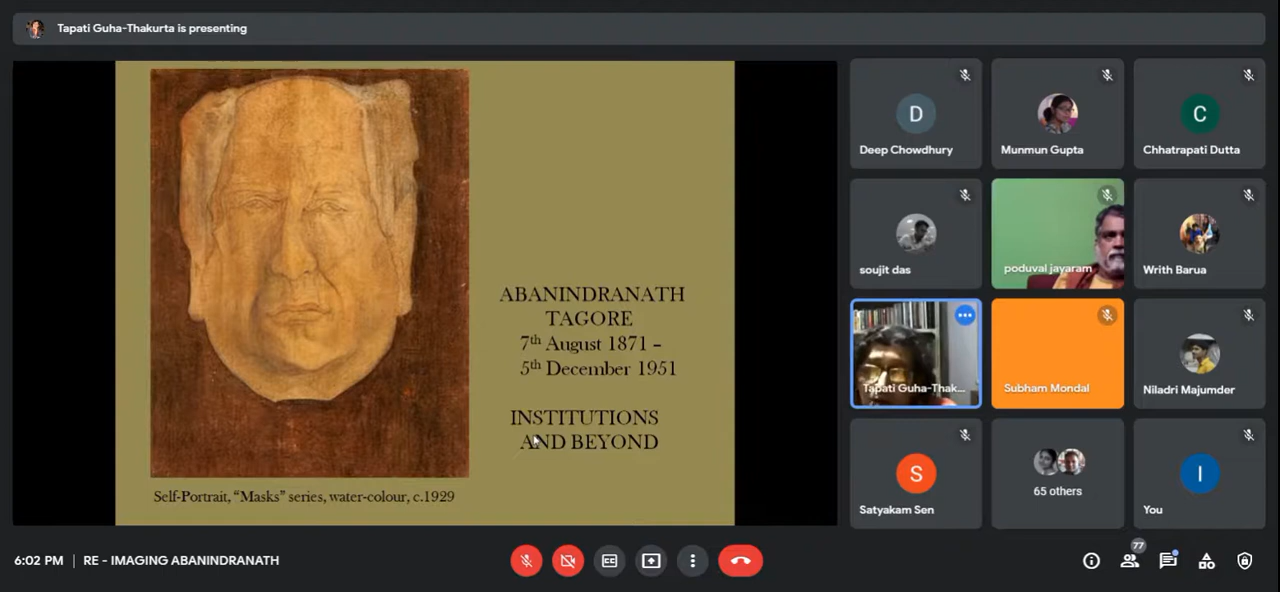 Tapati Guha-Thakurta is presenting
ABANINDRANATH
TAGORE
7th August 1871 –
5th December 1951
INSTITUTIONS
AND BEYOND
Self-Portrait, “Masks” series, water-colour, c.1929
D
Deep Chowdhury
Munmun Gupta
C
Chhatrapati Dutta
soujit das
poduval jayaram
Writh Barua
Tapati Guha-Thak...
Subham Mondal
Niladri Majumder
S
Satyakam Sen
65 others
I
You
6:02 PM | RE - IMAGING ABANINDRANATH
CC
77